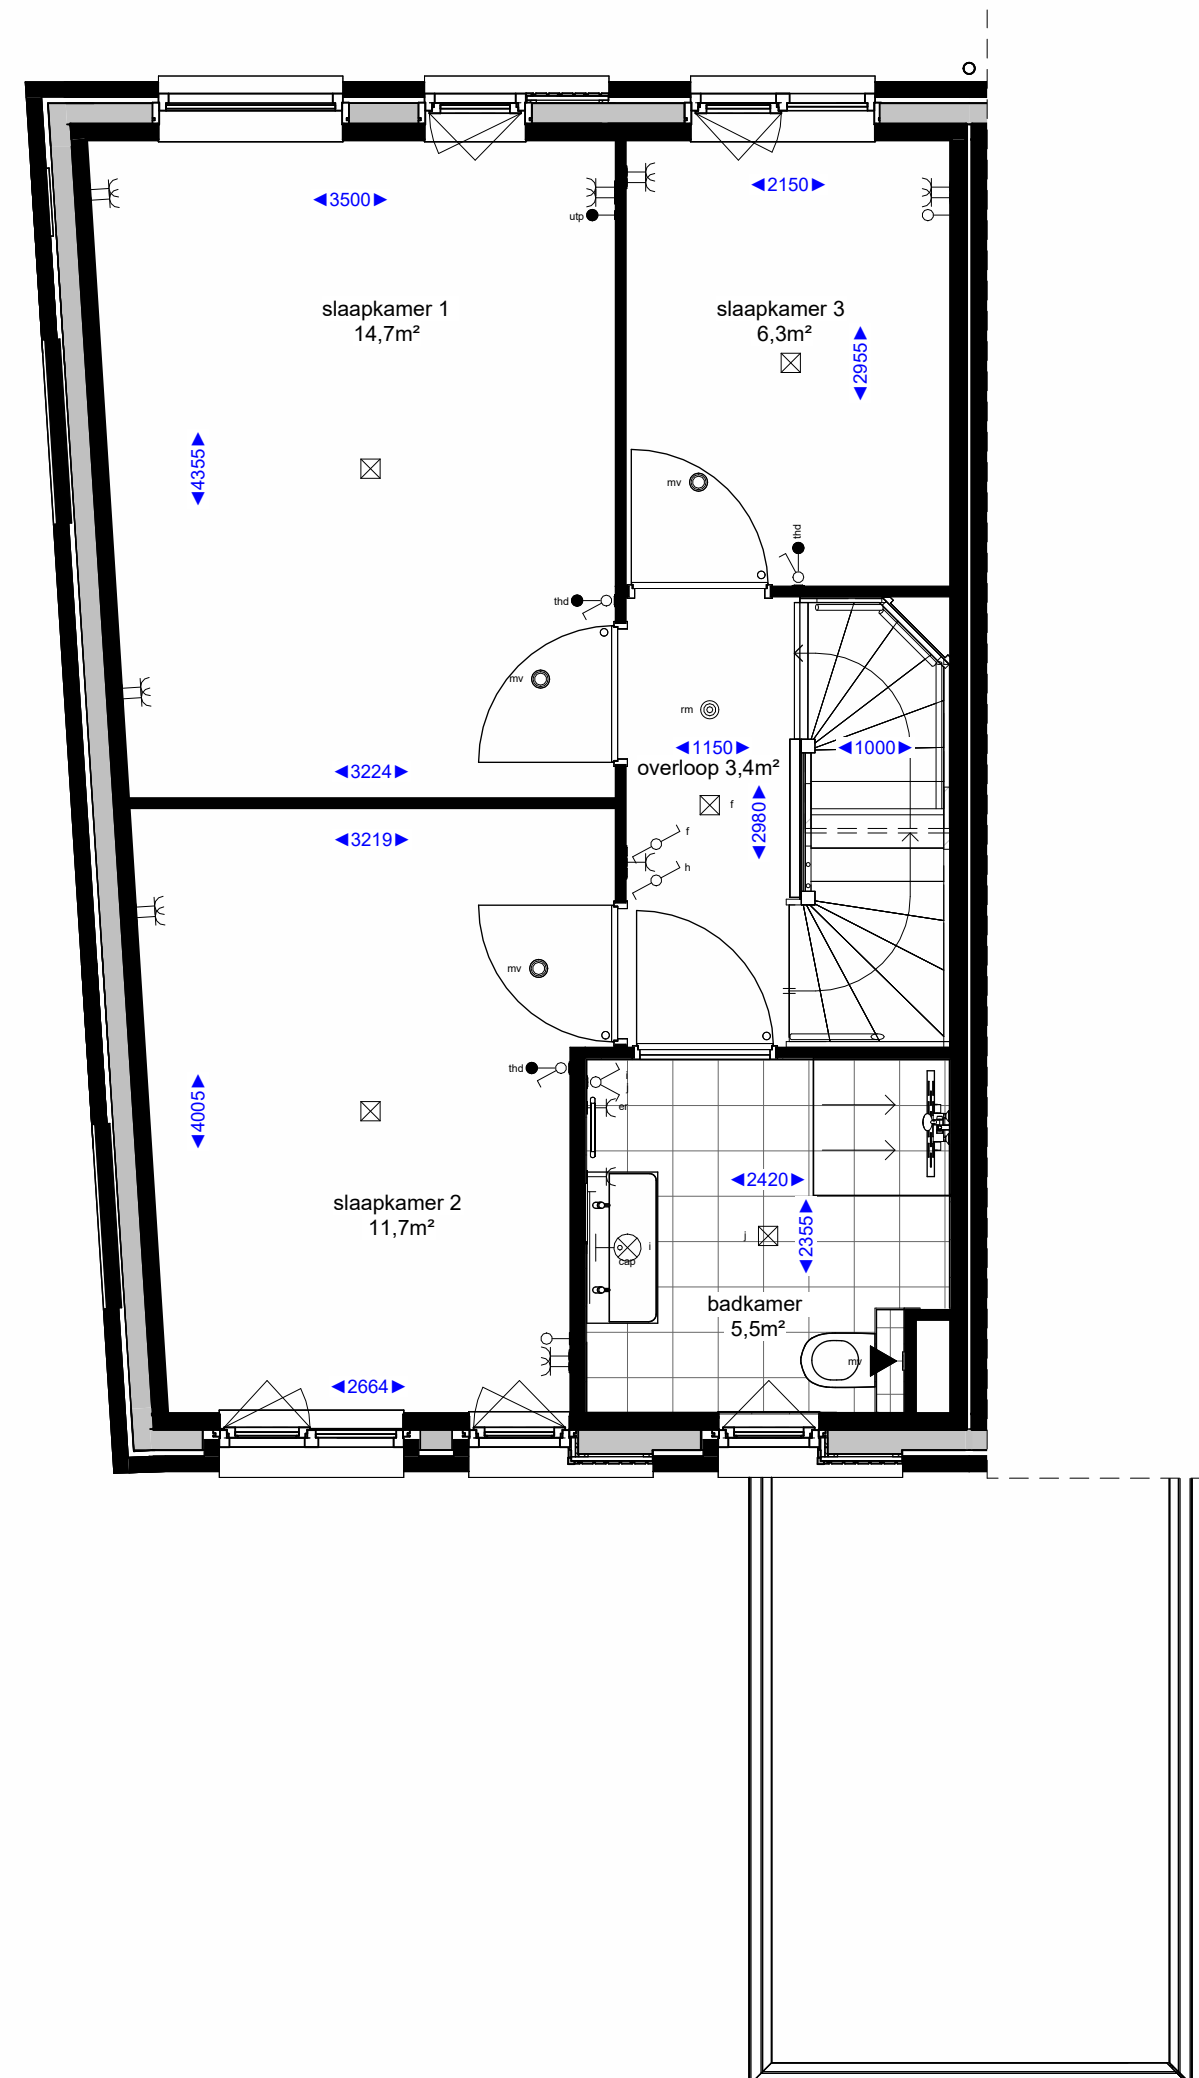 3500
2150
utp
slaapkamer 1
14,7m²
slaapkamer 3
6,3m²
2955
4355
mv
thd
thd
mv
rm
1150
1000
overloop 3,4m²
f
2980
3224
3219
f
h
mv
thd
er
4005
2420
2355
slaapkamer 2
11,7m²
j
i
cap
badkamer
5,5m²
mv
2664